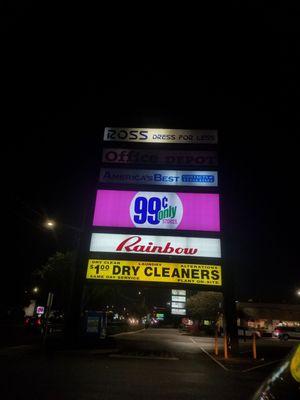 ROSS DRESS FOR LESS
Office DEPOT
AMERICA'S BEST
99¢ only STORES
Rainbow
DRY CLEAN LAUNDRY ALTERATIONS
$1.00 DRY CLEANERS
SAME DAY SERVICE PLANT ON-SITE